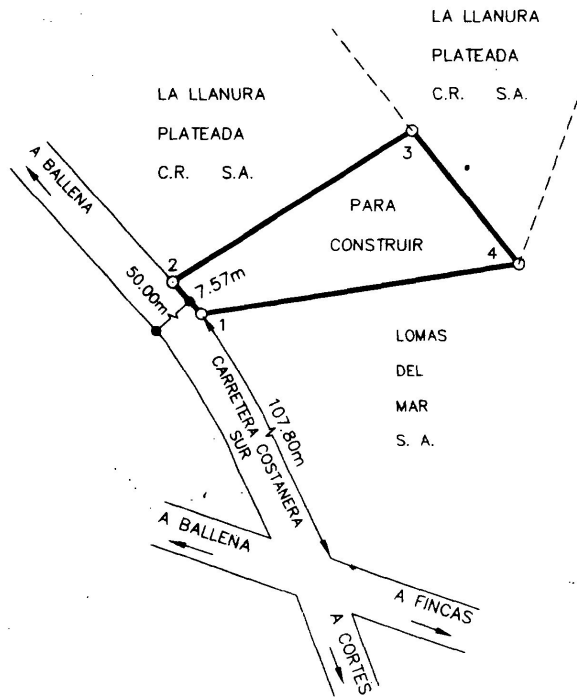 LA LLANURA
PLATEADA
C.R. S.A.
LA LLANURA
PLATEADA
C.R. S.A.
A BALLENA
3
PARA
CONSTRUIR
4
2
7.57m
50.00m
1
LOMAS
DEL
MAR
S. A.
107.80m
CARRETERA COSTANERA
SUR
A BALLENA
A FINCAS
A CORTES